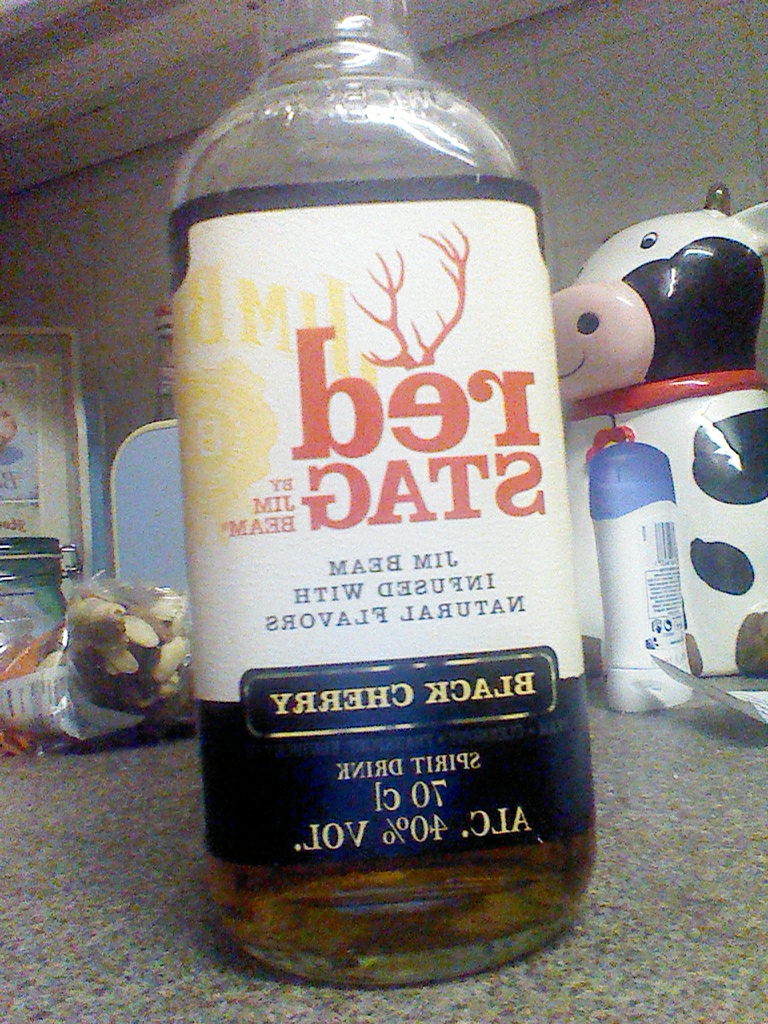 JIM B
red
STAG
BY
JIM
BEAM®
JIM BEAM
INFUSED WITH
NATURAL FLAVORS
BLACK CHERRY
SPIRIT DRINK
70 cl
ALC. 40% VOL.